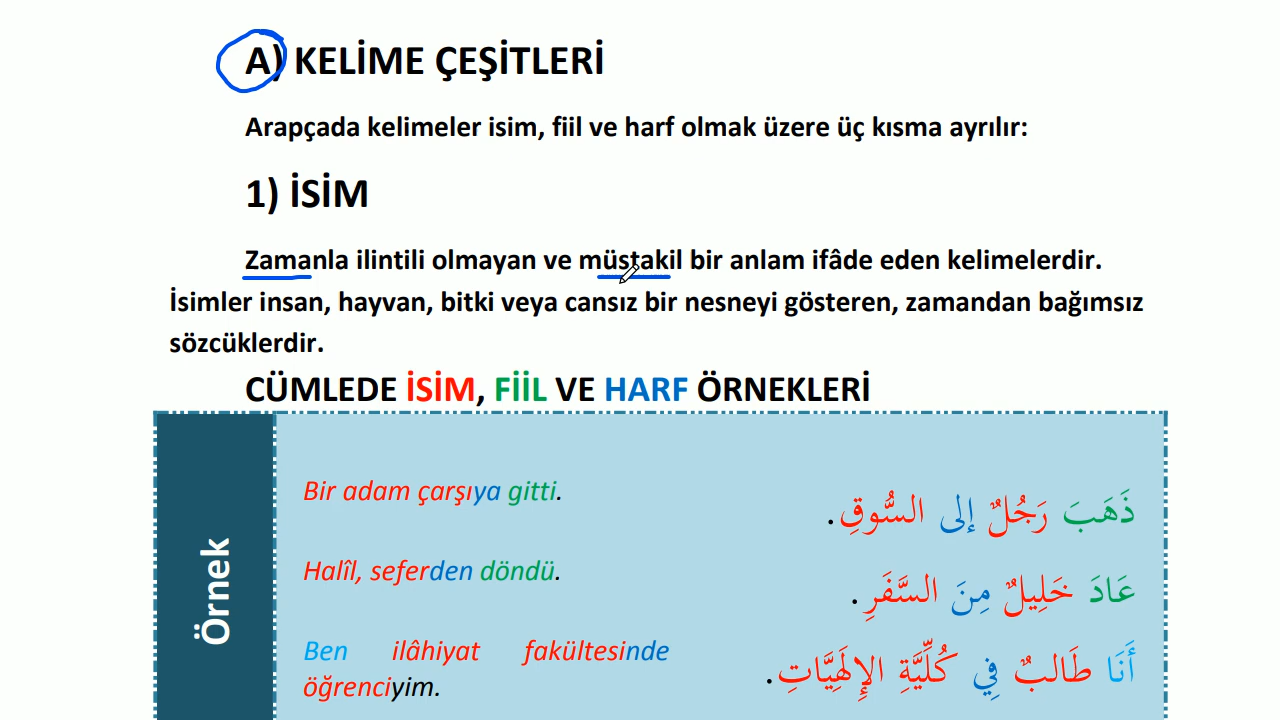 A) KELİME ÇEŞİTLERİ
Arapçada kelimeler isim, fiil ve harf olmak üzere üç kısma ayrılır:
1) İSİM
Zamanla ilintili olmayan ve müstakil bir anlam ifâde eden kelimelerdir.
İsimler insan, hayvan, bitki veya cansız bir nesneyi gösteren, zamandan bağımsız
sözcüklerdir.
CÜMLEDE İSİM, FİİL VE HARF ÖRNEKLERİ
Örnek
Bir adam çarşıya gitti.
ذَهَبَ رَجُلٌ إلى السُّوقِ.
Halîl, seferden döndü.
عَادَ خَلِيلٌ مِنَ السَّفَرِ.
Ben ilâhiyat fakültesinde
öğrenciyim.
أَنَا طَالبٌ فِي كُلِّيَّةِ الإِلَهِيَّاتِ.